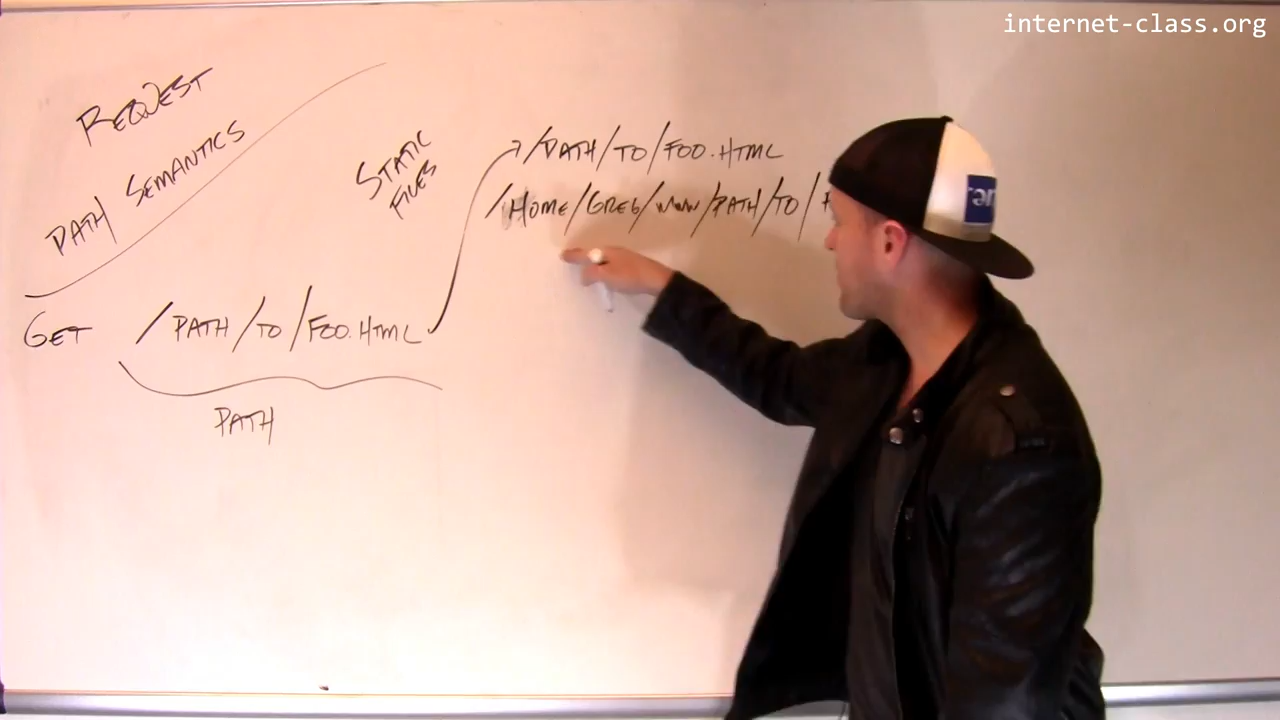 internet-class.org
REQUEST
PATH SEMANTICS
STATIC
FILES
/PATH/TO/FOO.HTML
/HOME/GREG/WWW/PATH/TO/F
GET /PATH/TO/FOO.HTML
PATH